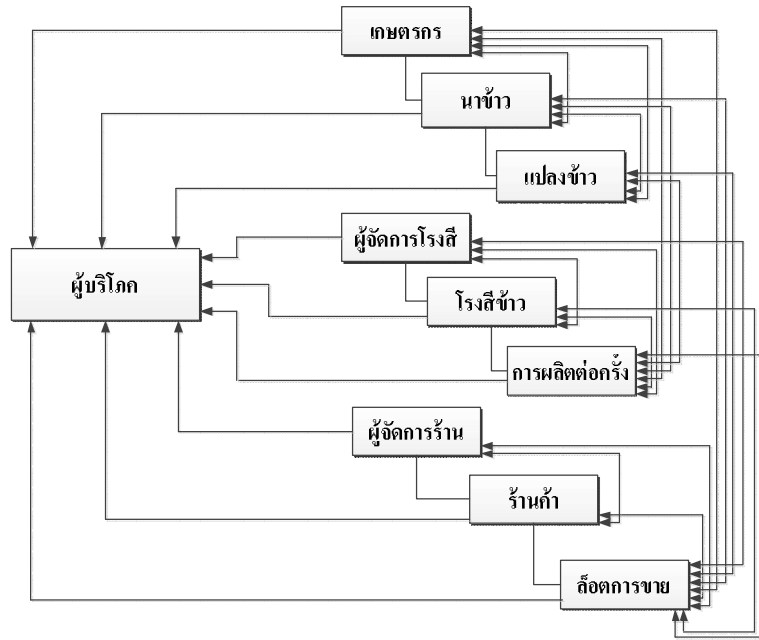 เกษตรกร
นาข้าว
แปลงข้าว
ผู้จัดการโรงสี
ผู้บริโภค
โรงสีข้าว
การผลิตต่อครั้ง
ผู้จัดการร้าน
ร้านค้า
ล็อตการขาย